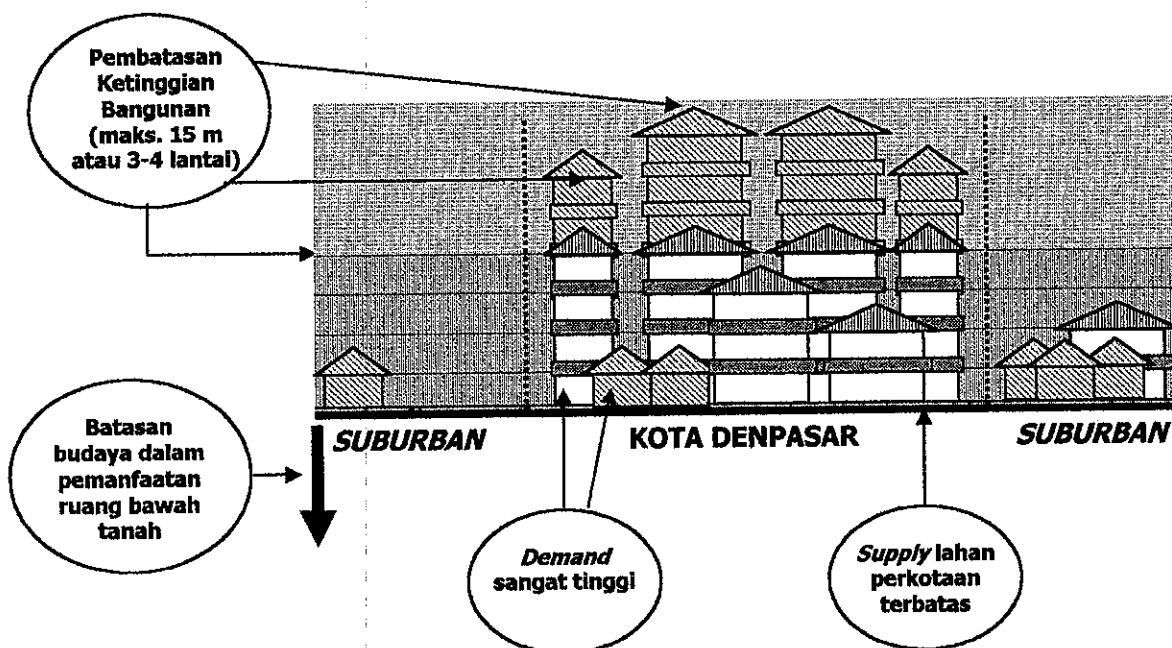 Pembatasan
Ketinggian
Bangunan
(maks. 15 m
atau 3-4 lantai)
SUBURBAN
KOTA DENPASAR
SUBURBAN
Batasan
budaya dalam
pemanfaatan
ruang bawah
tanah
Demand
sangat tinggi
Supply lahan
perkotaan
terbatas